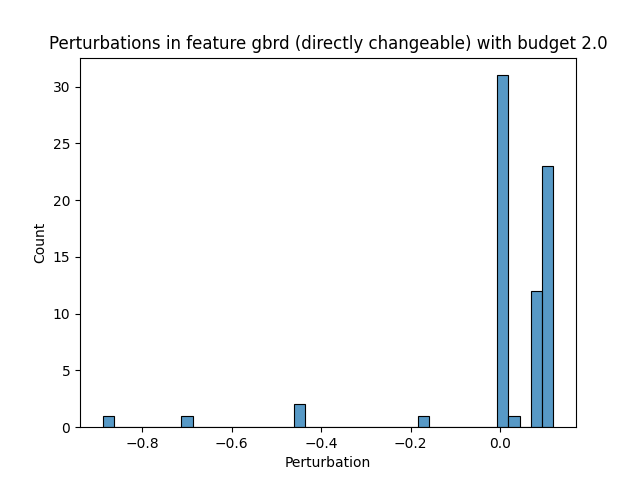 Perturbations in feature gbrd (directly changeable) with budget 2.0
Count
30
25
20
15
10
5
0
−0.8 −0.6 −0.4 −0.2 0.0
Perturbation